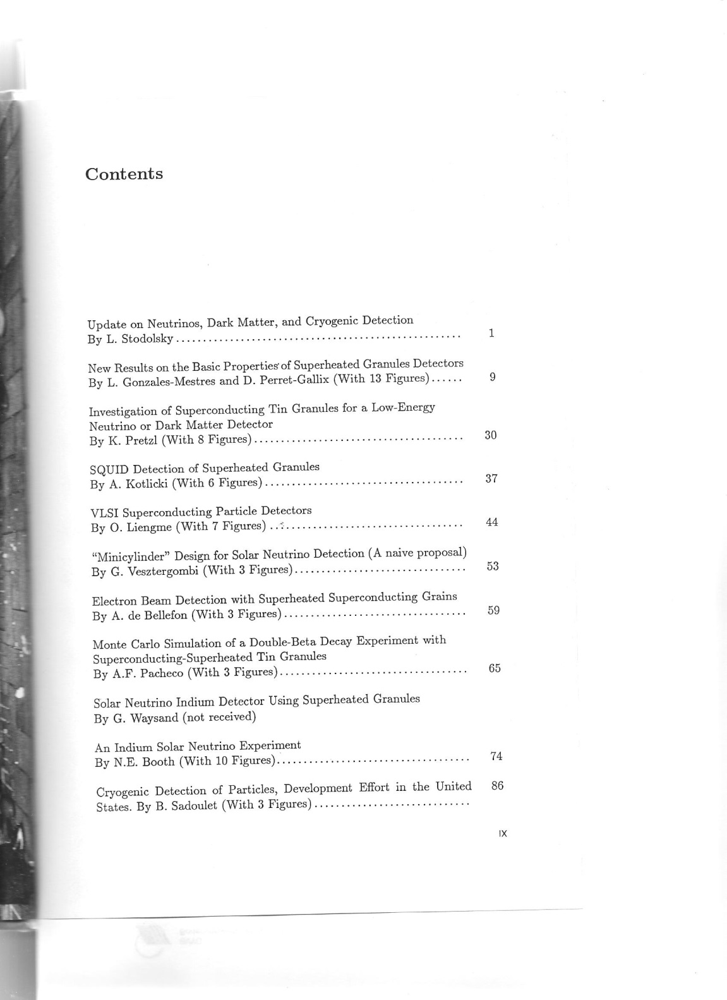 Contents
Update on Neutrinos, Dark Matter, and Cryogenic Detection
By L. Stodolsky ..................................................... 1
New Results on the Basic Properties of Superheated Granules Detectors
By L. Gonzales-Mestres and D. Perret-Gallix (With 13 Figures) ...... 9
Investigation of Superconducting Tin Granules for a Low-Energy
Neutrino or Dark Matter Detector
By K. Pretzl (With 8 Figures) ....................................... 30
SQUID Detection of Superheated Granules
By A. Kotlicki (With 6 Figures) ..................................... 37
VLSI Superconducting Particle Detectors
By O. Liengme (With 7 Figures) .................................... 44
“Minicylinder” Design for Solar Neutrino Detection (A naive proposal)
By G. Vesztergombi (With 3 Figures) ................................ 53
Electron Beam Detection with Superheated Superconducting Grains
By A. de Bellefon (With 3 Figures) .................................. 59
Monte Carlo Simulation of a Double-Beta Decay Experiment with
Superconducting-Superheated Tin Granules
By A.F. Pacheco (With 3 Figures) ................................... 65
Solar Neutrino Indium Detector Using Superheated Granules
By G. Waysand (not received)
An Indium Solar Neutrino Experiment
By N.E. Booth (With 10 Figures) .................................... 74
Cryogenic Detection of Particles, Development Effort in the United 86
States. By B. Sadoulet (With 3 Figures) .............................
IX